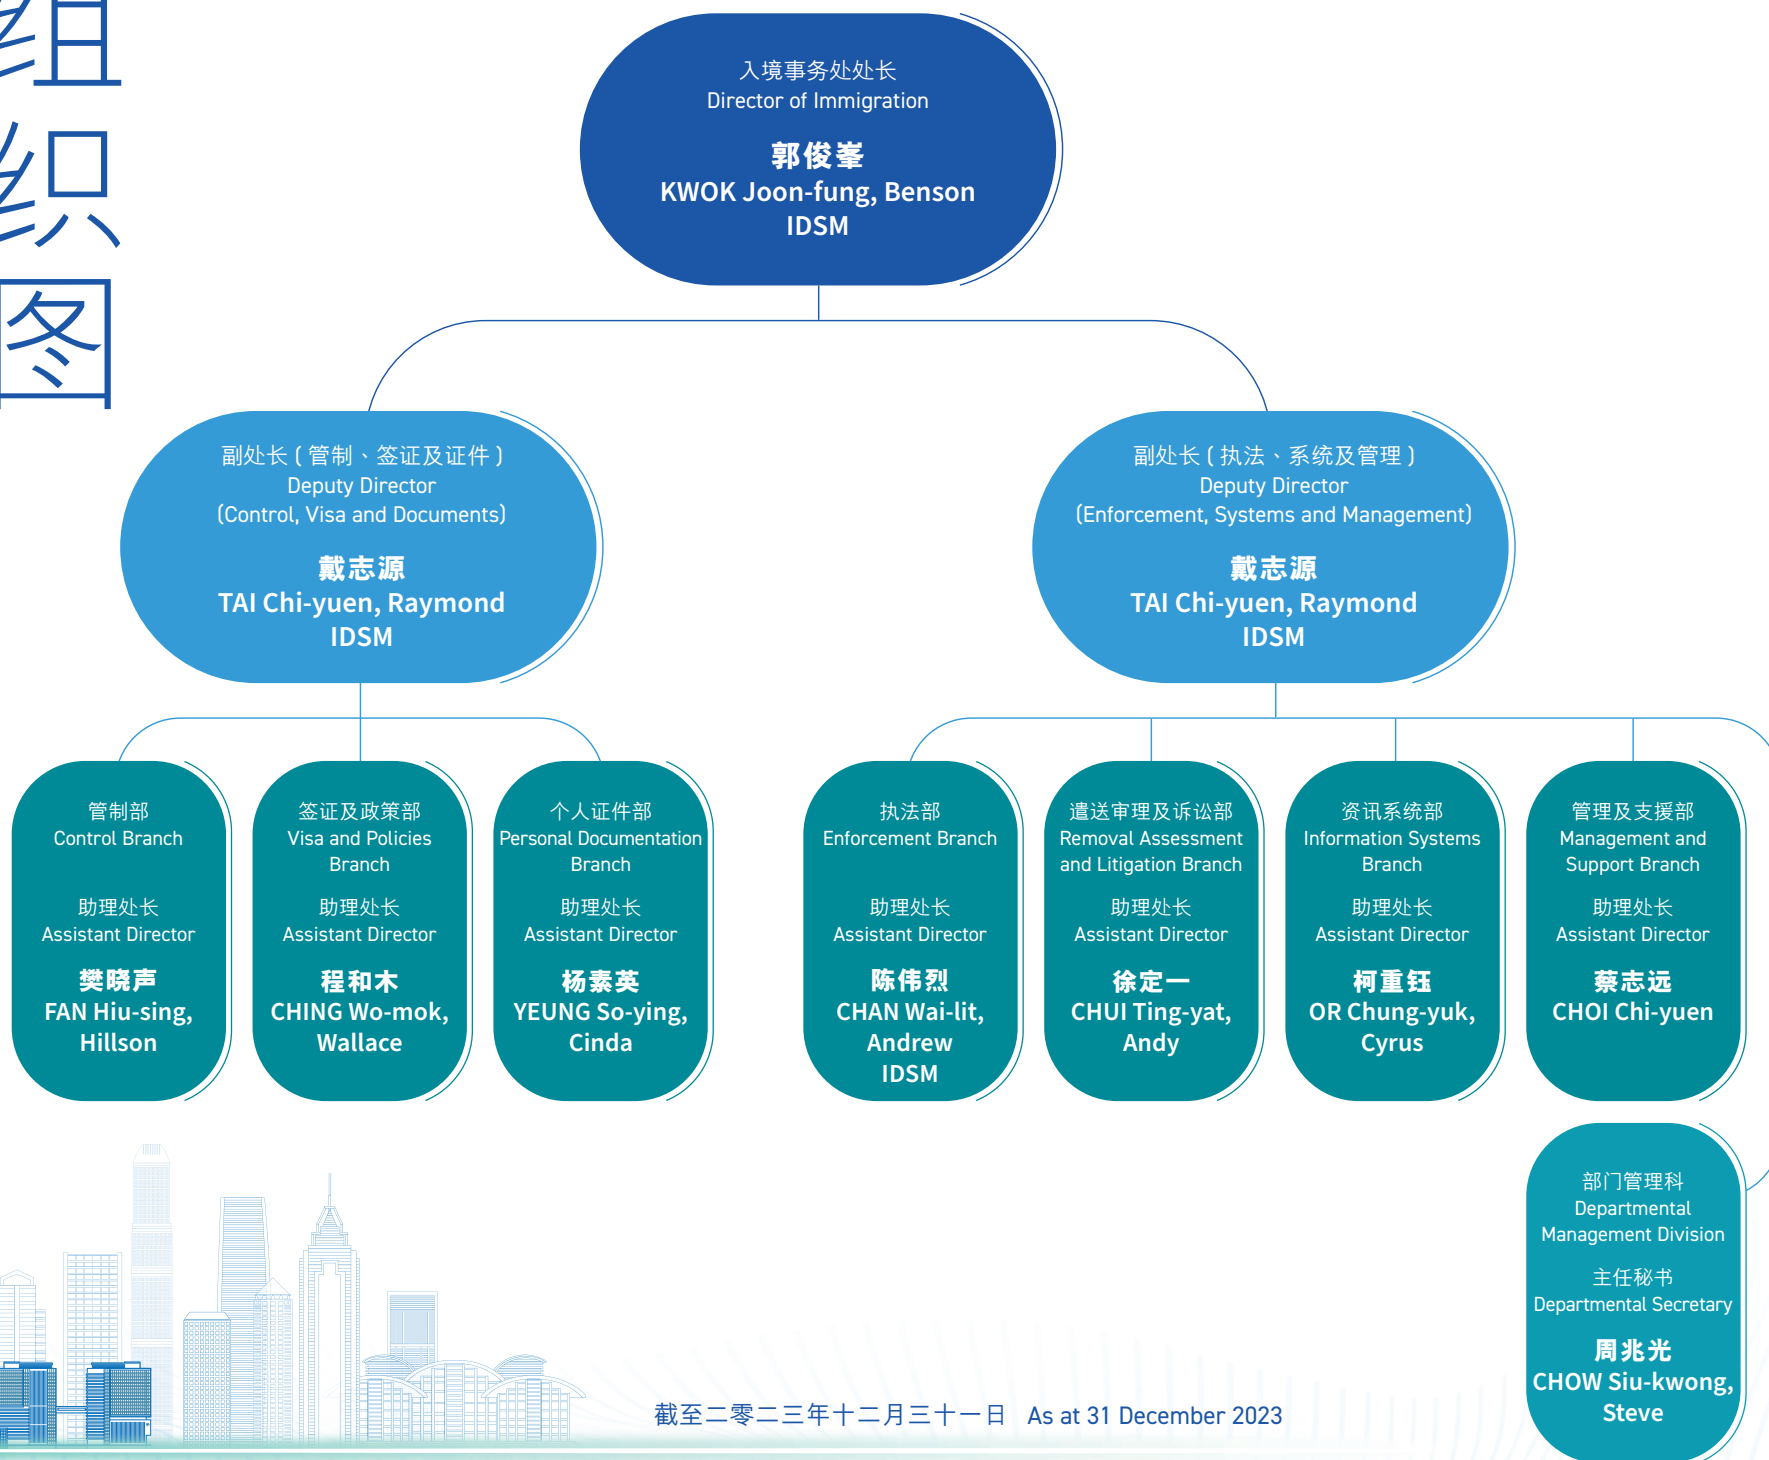 组
织
图
入境事务处处长
Director of Immigration
郭俊峯
KWOK Joon-fung, Benson
IDSM
副处长（管制、签证及证件）
Deputy Director
(Control, Visa and Documents)
戴志源
TAI Chi-yuen, Raymond
IDSM
副处长（执法、系统及管理）
Deputy Director
(Enforcement, Systems and Management)
戴志源
TAI Chi-yuen, Raymond
IDSM
管制部
Control Branch
助理处长
Assistant Director
樊晓声
FAN Hiu-sing,
Hillson
签证及政策部
Visa and Policies
Branch
助理处长
Assistant Director
程和木
CHING Wo-mok,
Wallace
个人证件部
Personal Documentation
Branch
助理处长
Assistant Director
杨素英
YEUNG So-ying,
Cinda
执法部
Enforcement Branch
助理处长
Assistant Director
陈伟烈
CHAN Wai-lit,
Andrew
IDSM
遣送审理及诉讼部
Removal Assessment
and Litigation Branch
助理处长
Assistant Director
徐定一
CHUI Ting-yat,
Andy
资讯系统部
Information Systems
Branch
助理处长
Assistant Director
柯重钰
OR Chung-yuk,
Cyrus
管理及支援部
Management and
Support Branch
助理处长
Assistant Director
蔡志远
CHOI Chi-yuen
部门管理科
Departmental
Management Division
主任秘书
Departmental Secretary
周兆光
CHOW Siu-kwong,
Steve
截至二零二三年十二月三十一日 As at 31 December 2023